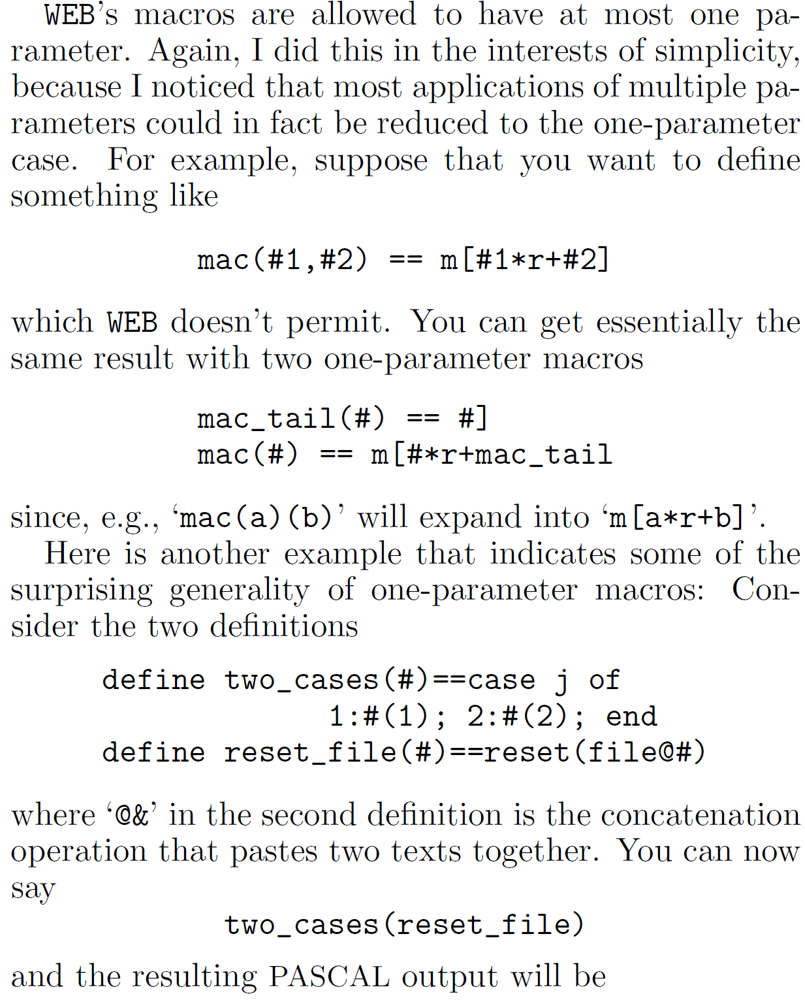 WEB's macros are allowed to have at most one pa-
rameter. Again, I did this in the interests of simplicity,
because I noticed that most applications of multiple pa-
rameters could in fact be reduced to the one-parameter
case. For example, suppose that you want to define
something like
mac(#1,#2) == m[#1*r+#2]
which WEB doesn't permit. You can get essentially the
same result with two one-parameter macros
mac_tail(#) == #]
mac(#) == m[#*r+mac_tail
since, e.g., ‘mac(a)(b)’ will expand into ‘m[a*r+b]’.
Here is another example that indicates some of the
surprising generality of one-parameter macros: Con-
sider the two definitions
define two_cases(#)==case j of
1:#(1); 2:#(2); end
define reset_file(#)==reset(file@#)
where ‘@&’ in the second definition is the concatenation
operation that pastes two texts together. You can now
say
two_cases(reset_file)
and the resulting PASCAL output will be